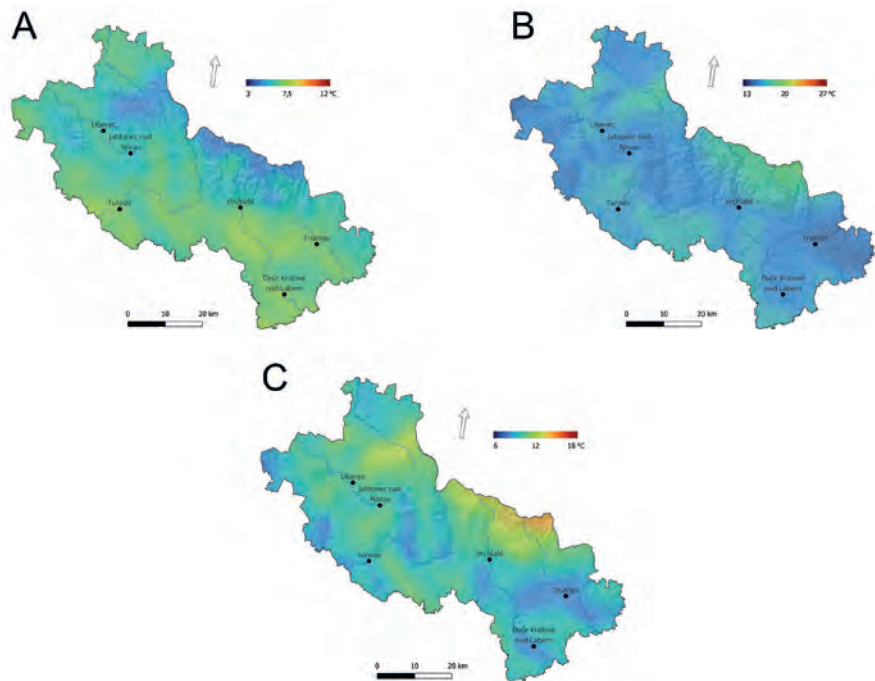 A
3 7,5 12 °C
Liberec
Jablonec nad
Nisou
Turnov
Vrchlabí
Trutnov
Dvůr Králové
nad Labem
0 10 20 km
B
13 20 27 °C
Liberec
Jablonec nad
Nisou
Turnov
Vrchlabí
Trutnov
Dvůr Králové
nad Labem
0 10 20 km
C
6 12 18 °C
Liberec
Jablonec nad
Nisou
Turnov
Vrchlabí
Trutnov
Dvůr Králové
nad Labem
0 10 20 km